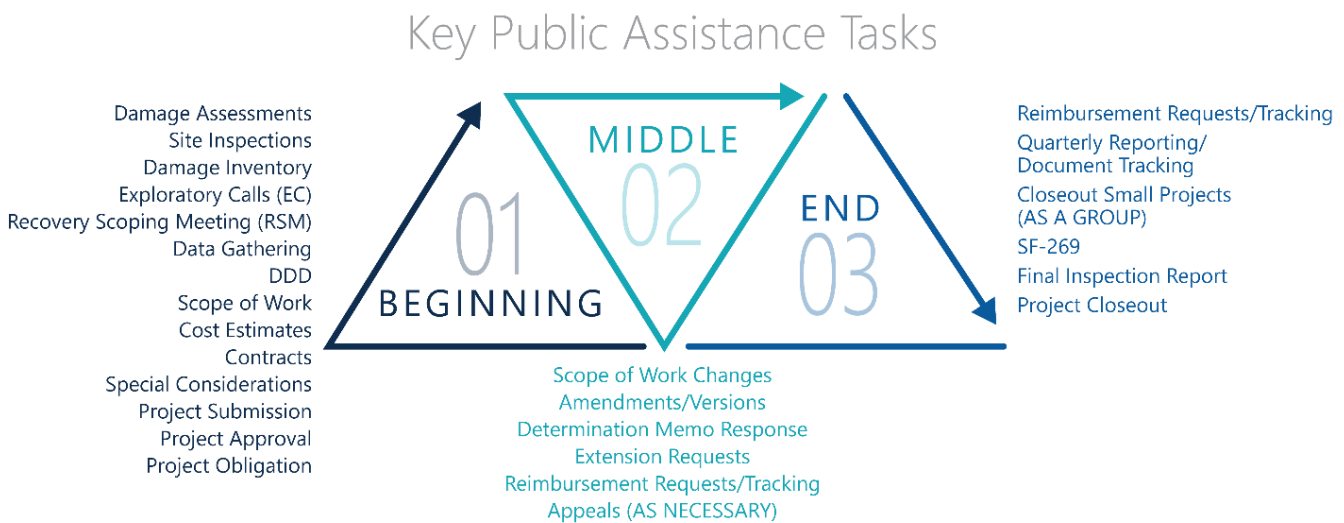 Key Public Assistance Tasks
Damage Assessments
Site Inspections
Damage Inventory
Exploratory Calls (EC)
Recovery Scoping Meeting (RSM)
Data Gathering
DDD
Scope of Work
Cost Estimates
Contracts
Special Considerations
Project Submission
Project Approval
Project Obligation
01
BEGINNING
MIDDLE
02
Scope of Work Changes
Amendments/Versions
Determination Memo Response
Extension Requests
Reimbursement Requests/Tracking
Appeals (AS NECESSARY)
END
03
Reimbursement Requests/Tracking
Quarterly Reporting/
Document Tracking
Closeout Small Projects
(AS A GROUP)
SF-269
Final Inspection Report
Project Closeout